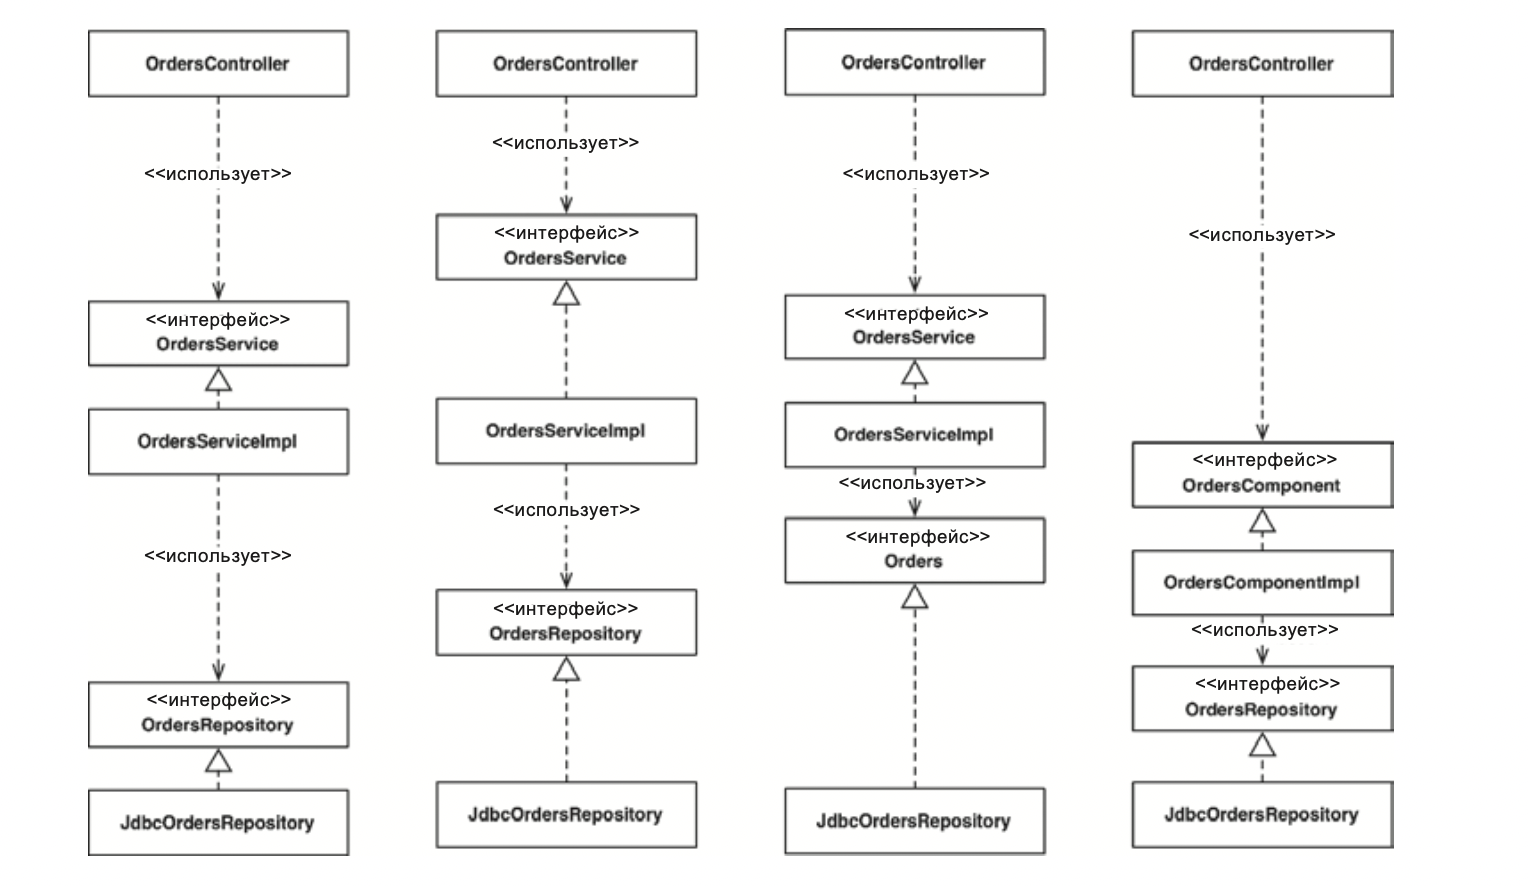 OrdersController
<<использует>>
<<интерфейс>>
OrdersService
OrdersServiceImpl
<<использует>>
<<интерфейс>>
OrdersRepository
JdbcOrdersRepository
OrdersController
<<использует>>
<<интерфейс>>
OrdersService
OrdersServiceImpl
<<использует>>
<<интерфейс>>
OrdersRepository
JdbcOrdersRepository
OrdersController
<<использует>>
<<интерфейс>>
OrdersService
OrdersServiceImpl
<<использует>>
<<интерфейс>>
Orders
JdbcOrdersRepository
OrdersController
<<использует>>
<<интерфейс>>
OrdersComponent
OrdersComponentImpl
<<использует>>
<<интерфейс>>
OrdersRepository
JdbcOrdersRepository